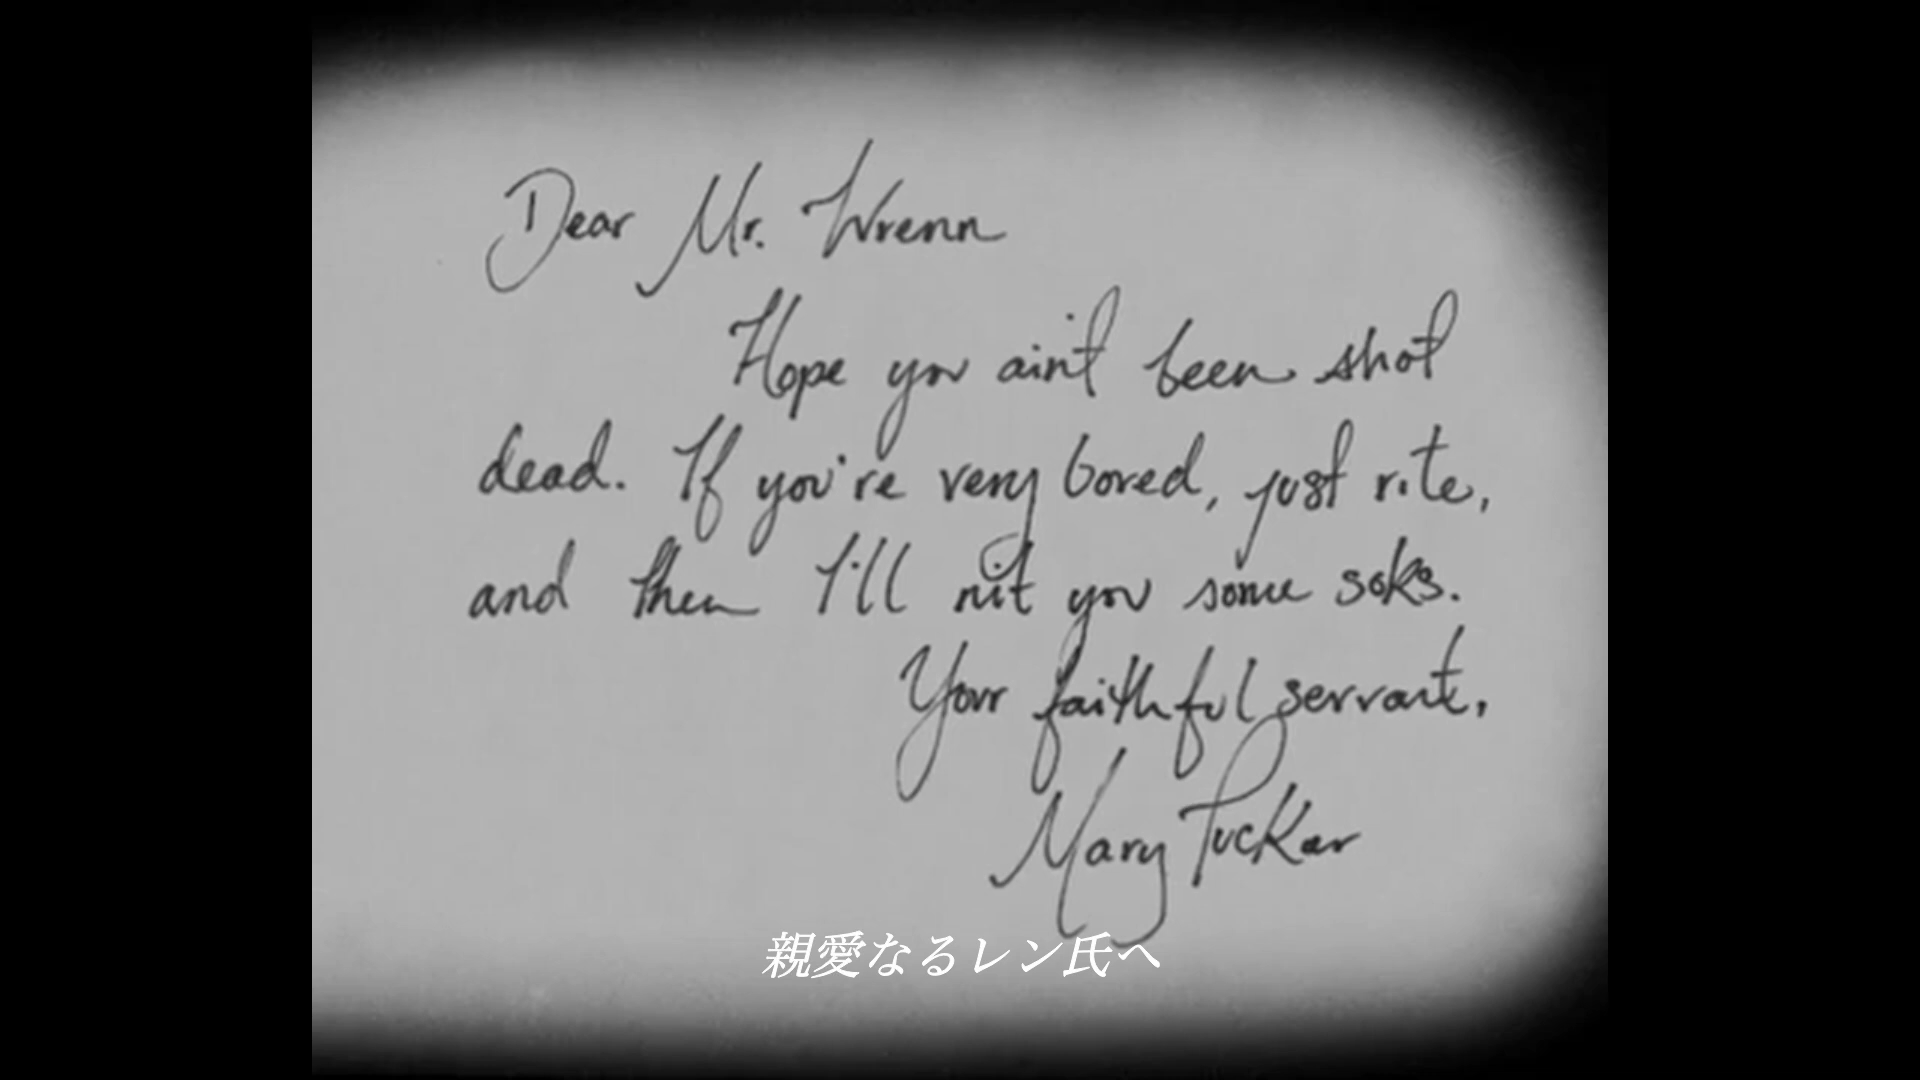 Dear Mr. Wrenn
Hope you ain't been shot
dead. If you're very bored, just rite,
and then I'll nit you some soks.
Your faithful servant,
Mary Tucker
親愛なるレン氏へ